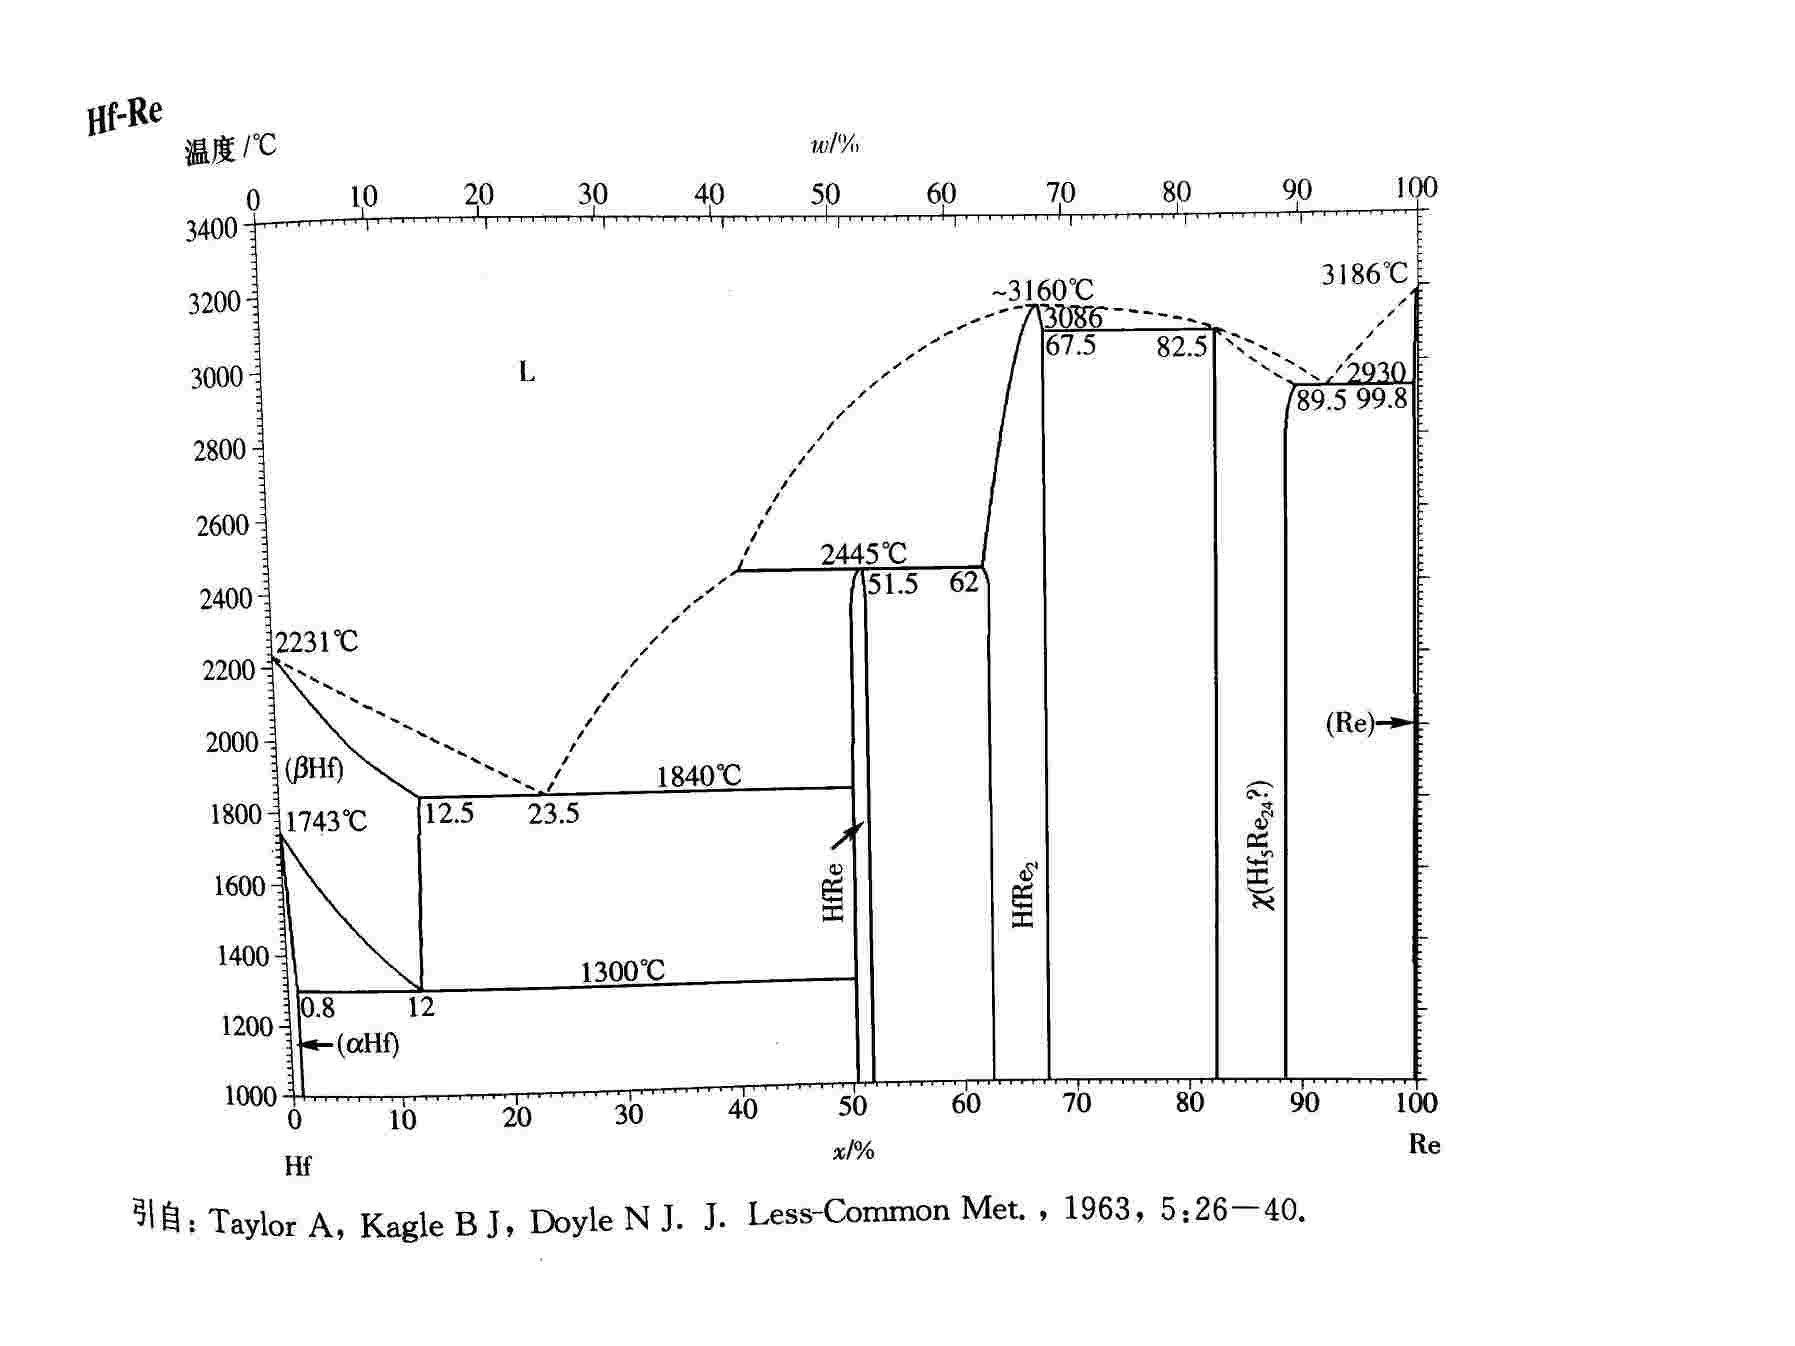 Hf-Re
温度/℃
w/%
0 10 20 30 40 50 60 70 80 90 100
3400
3186℃
3200
~3160℃
3086
67.5 82.5
3000
L
2930
89.5 99.8
2800
2600
2445℃
51.5 62
2400
2231℃
2200
(Re)
2000
(βHf)
1840℃
12.5 23.5
1800
1743℃
HfRe
HfRe₂
χ(Hf₅Re₂₄?)
1600
1400
1300℃
0.8 12
1200
(αHf)
1000
0 10 20 30 40 50 60 70 80 90 100
x/%
Hf Re
引自: Taylor A, Kagle B J, Doyle N J. J. Less-Common Met. , 1963, 5:26—40.